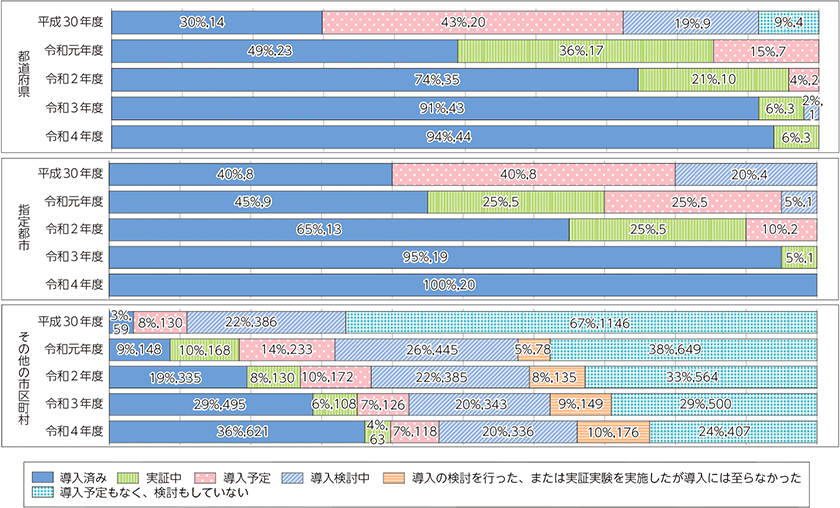 都道府県
平成30年度 30%,14 43%,20 19%,9 9%,4
令和元年度 49%,23 36%,17 15%,7
令和2年度 74%,35 21%,10 4%,2
令和3年度 91%,43 6%,3 2%,1
令和4年度 94%,44 6%,3
指定都市
平成30年度 40%,8 40%,8 20%,4
令和元年度 45%,9 25%,5 25%,5 5%,1
令和2年度 65%,13 25%,5 10%,2
令和3年度 95%,19 5%,1
令和4年度 100%,20
その他の市区町村
平成30年度 3%,59 8%,130 22%,386 67%,1146
令和元年度 9%,148 10%,168 14%,233 26%,445 5%,78 38%,649
令和2年度 19%,335 8%,130 10%,172 22%,385 8%,135 33%,564
令和3年度 29%,495 6%,108 7%,126 20%,343 9%,149 29%,500
令和4年度 36%,621 4%,63 7%,118 20%,336 10%,176 24%,407
導入済み 実証中 導入予定 導入検討中 導入の検討を行った、または実証実験を実施したが導入には至らなかった
導入予定もなく、検討もしていない